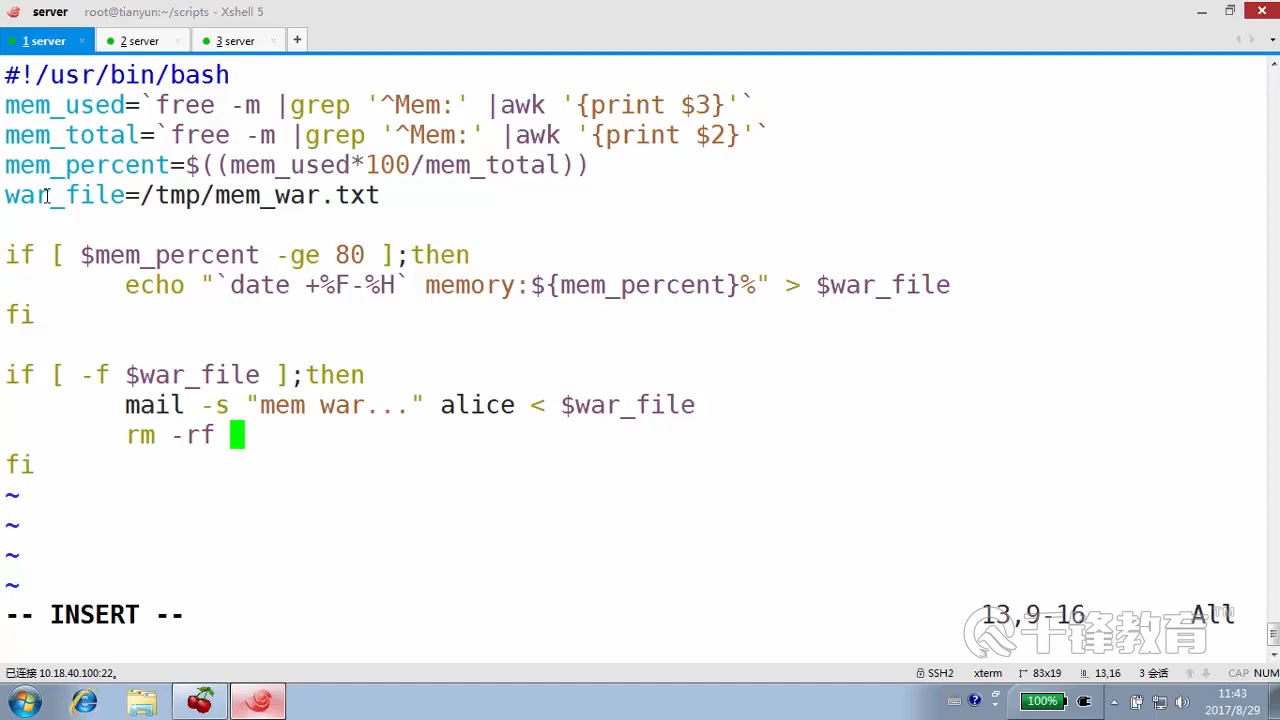 server root@tianyun:~/scripts - Xshell 5
1 server × 2 server × 3 server × +
#!/usr/bin/bash
mem_used=`free -m |grep '^Mem:' |awk '{print $3}'`
mem_total=`free -m |grep '^Mem:' |awk '{print $2}'`
mem_percent=$((mem_used*100/mem_total))
war_file=/tmp/mem_war.txt
if [ $mem_percent -ge 80 ];then
echo "`date +%F-%H` memory:${mem_percent}%" > $war_file
fi
if [ -f $war_file ];then
mail -s "mem war..." alice < $war_file
rm -rf
fi
~
~
~
~
-- INSERT -- 13,9-16 All
千锋教育™
已连接 10.18.40.100:22。 SSH2 xterm 83x19 13,16 3 会话 CAP NUM
100% 11:43
2017/8/29